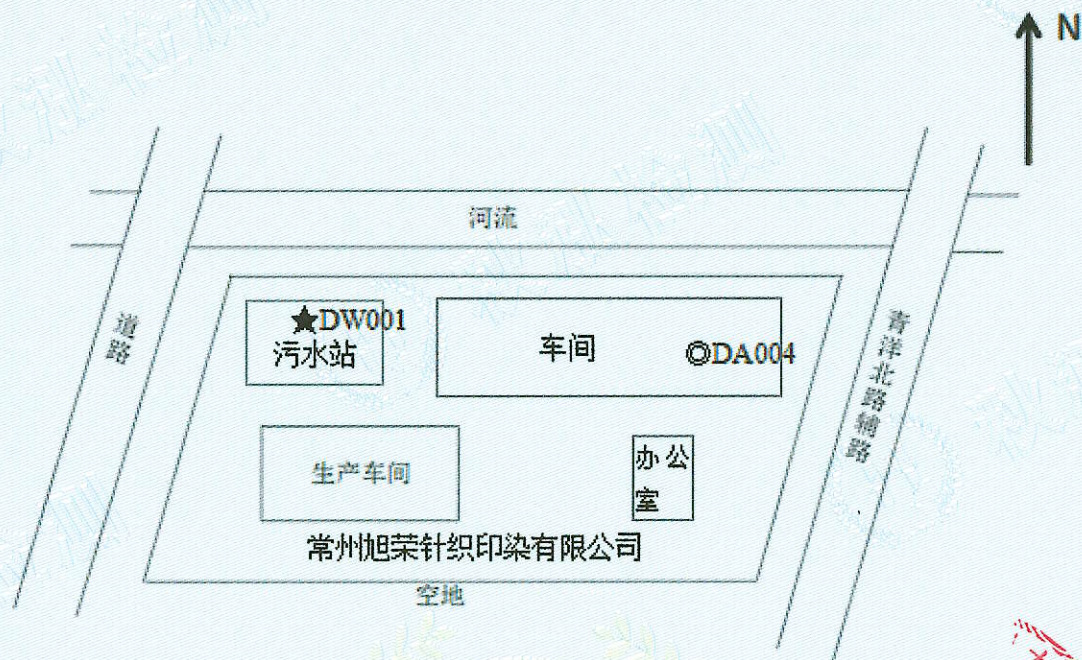 N
河流
道路
★DW001
污水站
车间
◎DA004
青洋北路辅路
生产车间
办公室
常州旭荣针织印染有限公司
空地